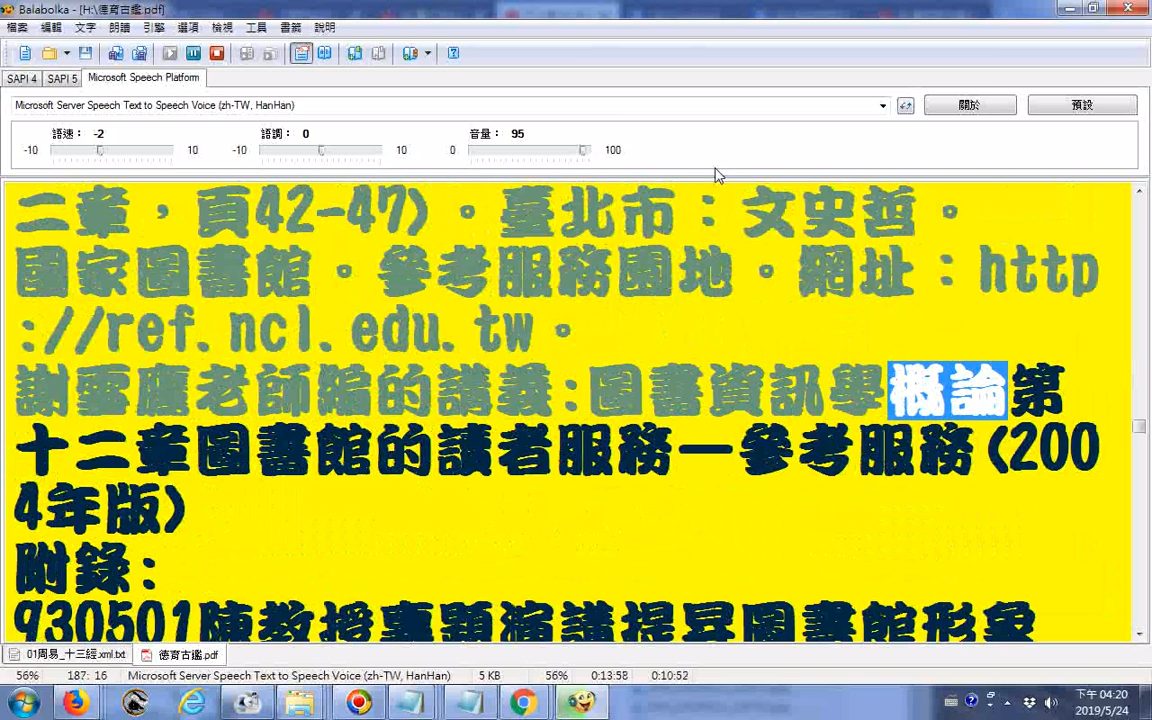 Balabolka - [H:\德育古鑑.pdf]
檔案 編輯 文字 朗讀 引擎 選項 檢視 工具 書籤 說明
SAPI 4 SAPI 5 Microsoft Speech Platform
Microsoft Server Speech Text to Speech Voice (zh-TW, HanHan) 關於 預設
語速： -2 語調： 0 音量： 95
-10 10 -10 10 0 100
二章，頁42-47)。臺北市：文史哲。
國家圖書館。參考服務園地。網址：http
://ref.ncl.edu.tw。
謝靈應老師編的講義:圖書資訊學概論第
十二章圖書館的讀者服務—參考服務(200
4年版)
附錄:
930501陳教授專題演講提昇圖書館形象
01周易_十三經.xml.txt 德育古鑑.pdf
56% 187: 16 Microsoft Server Speech Text to Speech Voice (zh-TW, HanHan) 5 KB 56% 0:13:58 0:10:52
下午 04:20
2019/5/24